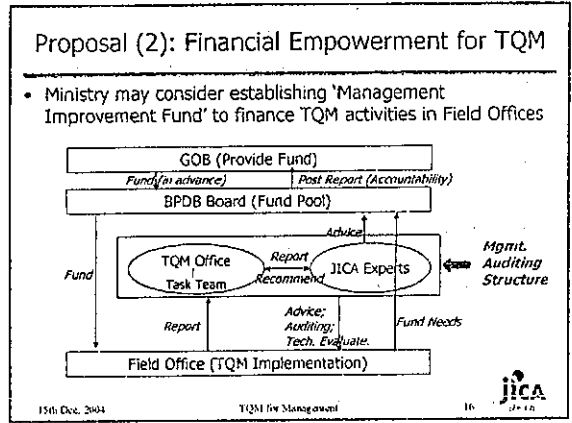 Proposal (2): Financial Empowerment for TQM
• Ministry may consider establishing 'Management
Improvement Fund' to finance TQM activities in Field Offices
GOB (Provide Fund)
Fund (in advance)
Post Report (Accountability)
BPDB Board (Fund Pool)
Advice
TQM Office
Task Team
Report
Recommend
JICA Experts
Mgmt.
Auditing
Structure
Fund
Report
Advice;
Auditing;
Tech. Evaluate.
Fund Needs
Field Office (TQM Implementation)
15th Dec, 2004
TQM for Management
16
jica